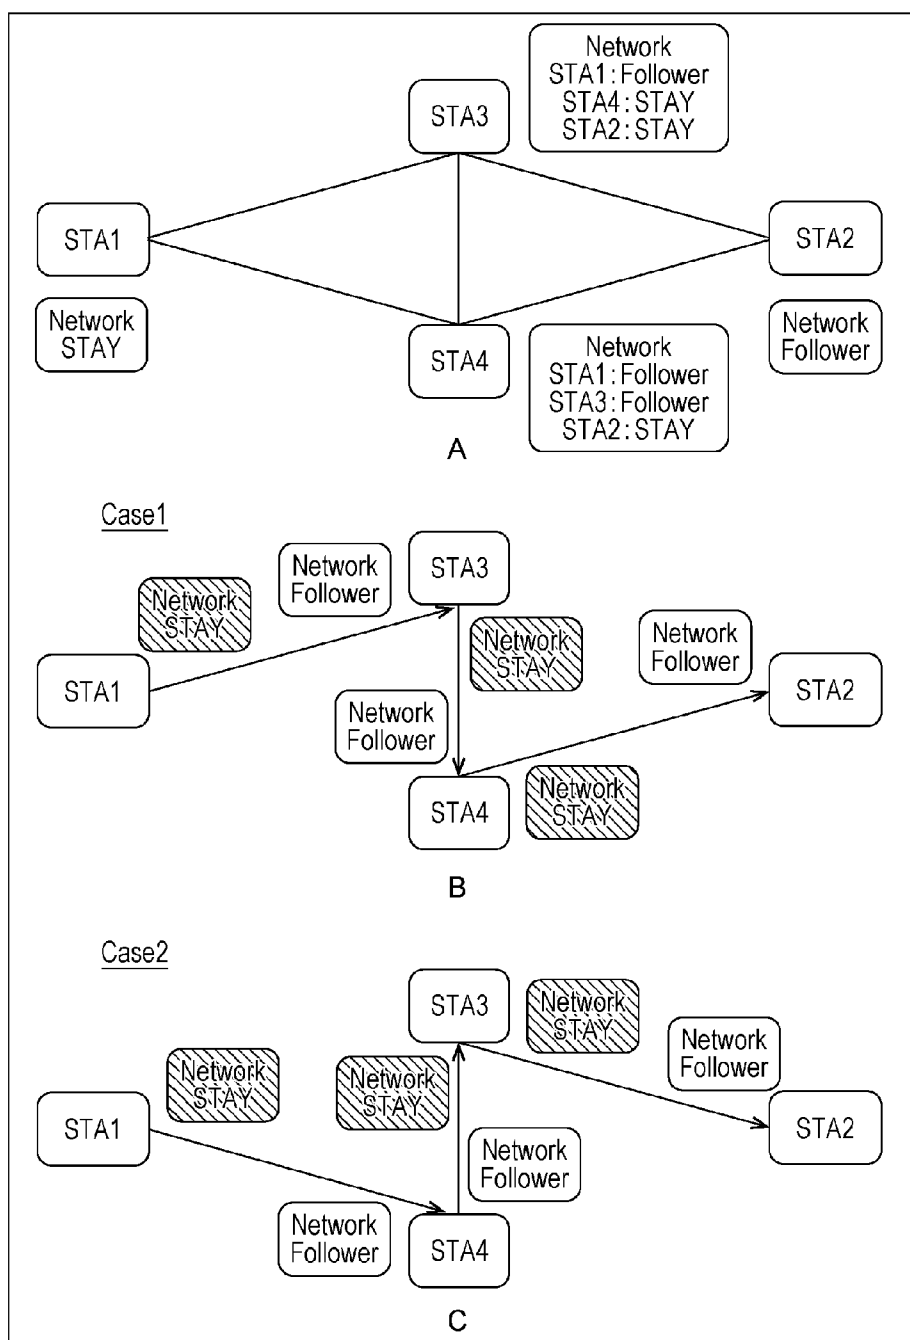 Network
STA1:Follower
STA4:STAY
STA2:STAY
STA3
STA1
STA2
Network
STAY
Network
Follower
STA4
Network
STA1:Follower
STA3:Follower
STA2:STAY
A
Case1
STA3
Network
Follower
Network
STAY
Network
STAY
Network
Follower
STA1
STA2
Network
Follower
STA4
Network
STAY
B
Case2
STA3
Network
STAY
Network
Follower
Network
STAY
Network
STAY
STA1
STA2
Network
Follower
Network
Follower
STA4
C